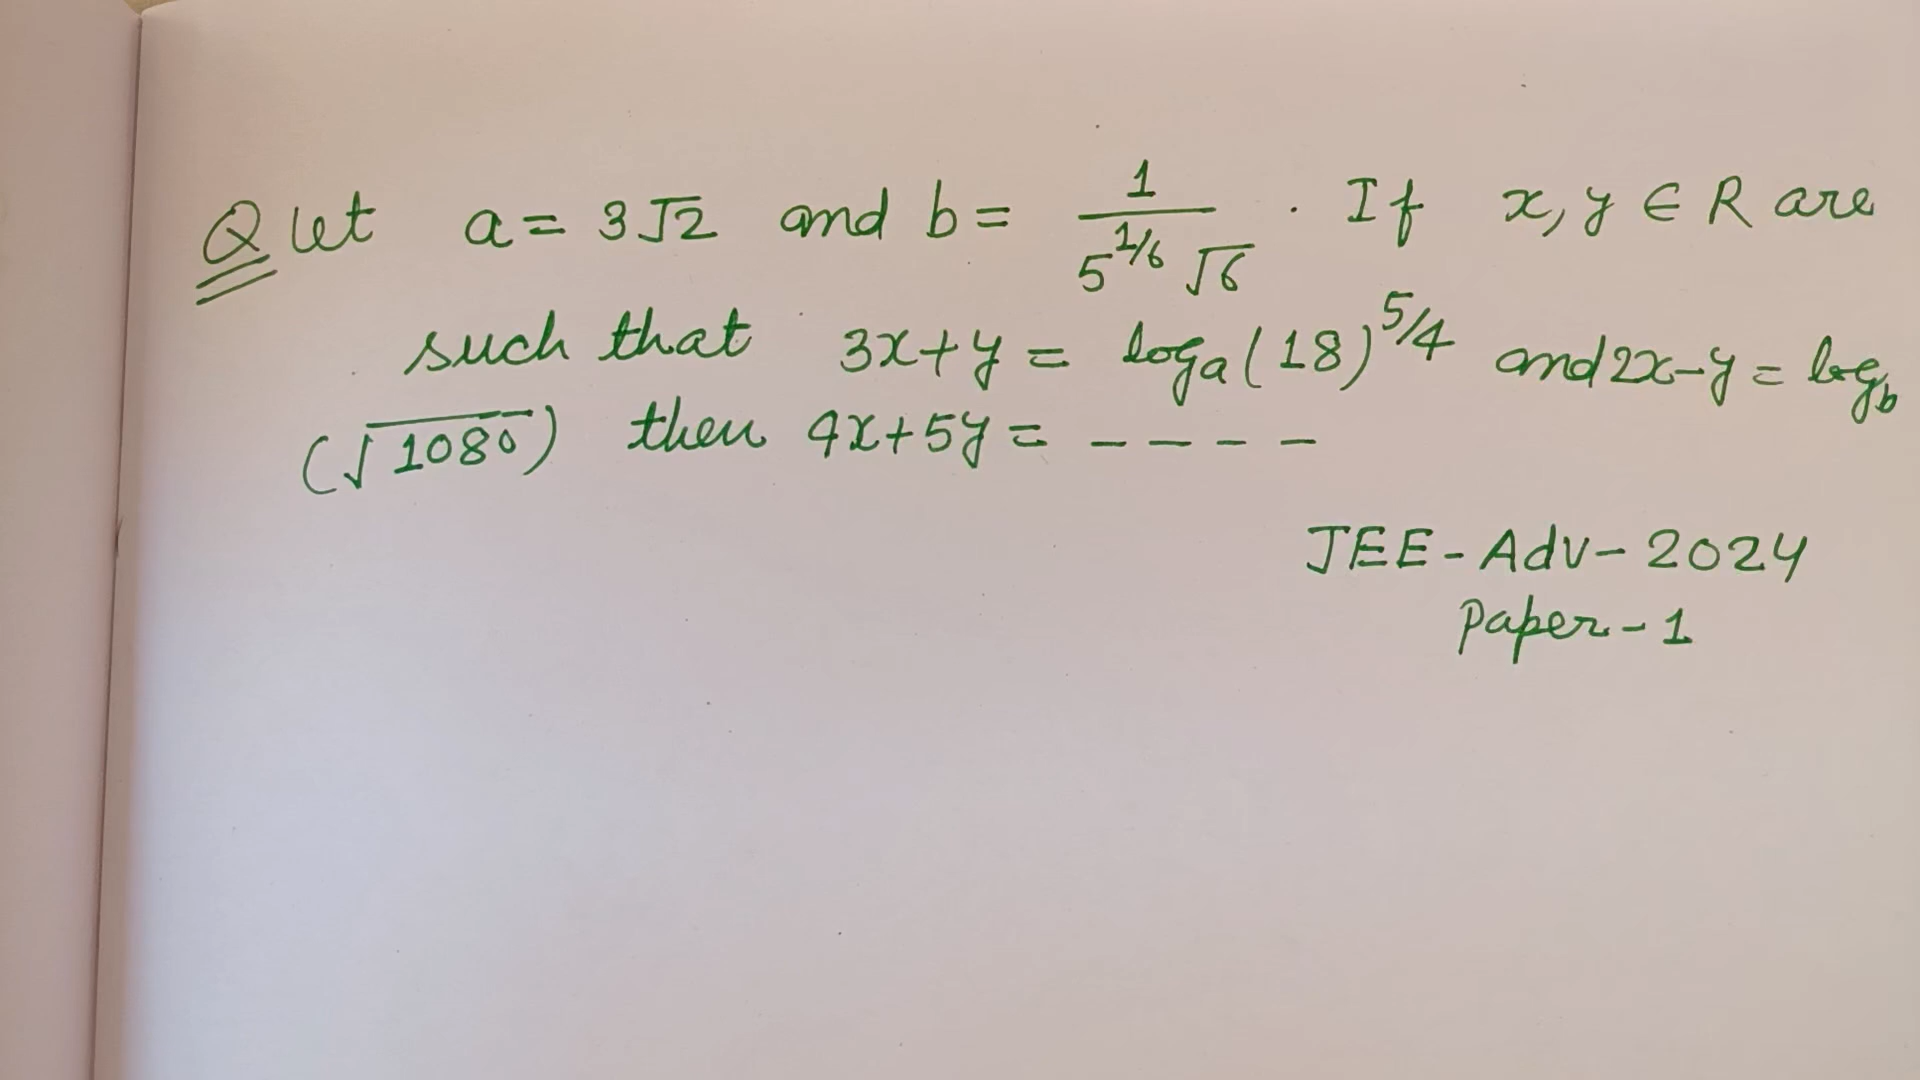 Q Let a = 3√2 and b = 1/(5^{1/6} √6) . If x, y ∈ R are
such that 3x+y = log_a (18)^{5/4} and 2x-y = log_b
(√1080) then 4x+5y = - - - -
JEE-Adv-2024
Paper-1